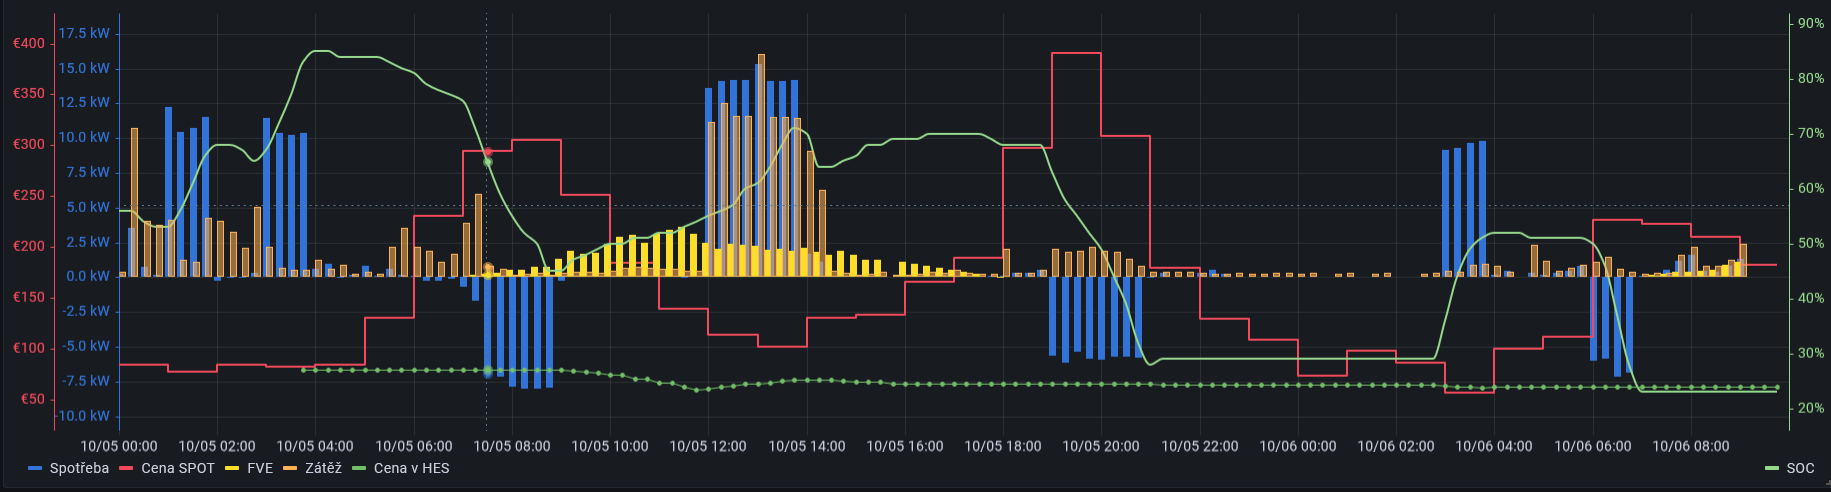 €400
€350
€300
€250
€200
€150
€100
€50
17.5 kW
15.0 kW
12.5 kW
10.0 kW
7.5 kW
5.0 kW
2.5 kW
0.0 kW
-2.5 kW
-5.0 kW
-7.5 kW
-10.0 kW
90%
80%
70%
60%
50%
40%
30%
20%
10/05 00:00 10/05 02:00 10/05 04:00 10/05 06:00 10/05 08:00 10/05 10:00 10/05 12:00 10/05 14:00 10/05 16:00 10/05 18:00 10/05 20:00 10/05 22:00 10/06 00:00 10/06 02:00 10/06 04:00 10/06 06:00 10/06 08:00
Spotřeba Cena SPOT FVE Zátěž Cena v HES SOC